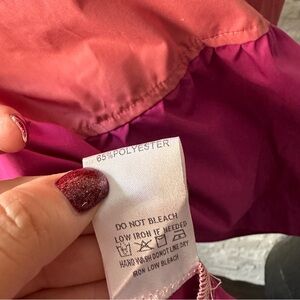 65%POLYESTER
DO NOT BLEACH
LOW IRON IF NEEDED
HAND WASH DONOT LINE DRY
IRON LOW BLEACH